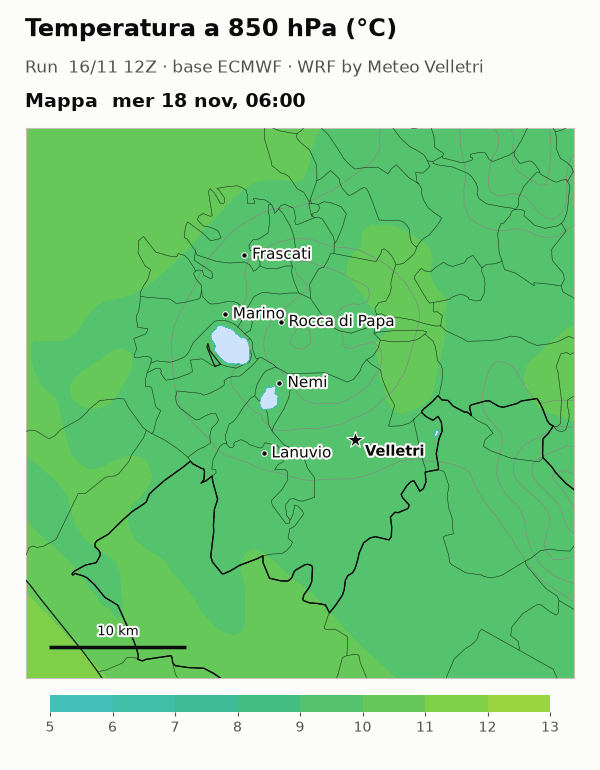 Temperatura a 850 hPa (°C)
Run  16/11 12Z · base ECMWF · WRF by Meteo Velletri
Mappa  mer 18 nov, 06:00
Frascati
Marino
Rocca di Papa
Nemi
Velletri
Lanuvio
10 km
5 6 7 8 9 10 11 12 13